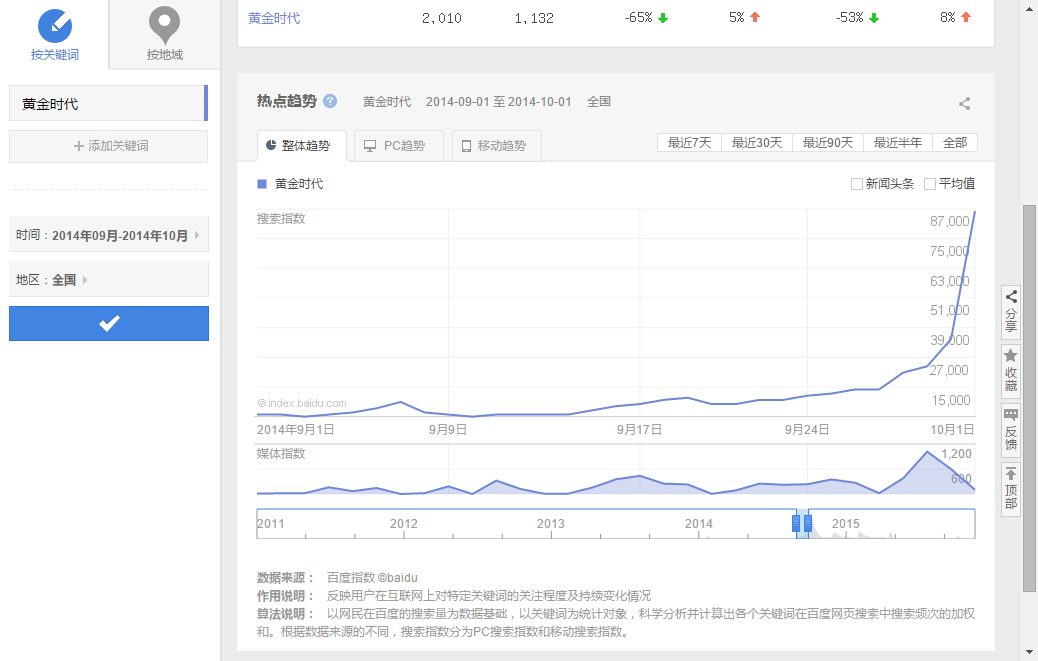 按关键词
按地域
黄金时代
添加关键词
时间：2014年09月-2014年10月
地区：全国
黄金时代 2,010 1,132 -65% 5% -53% 8%
热点趋势 ? 黄金时代 2014-09-01 至 2014-10-01 全国
整体趋势 PC趋势 移动趋势 最近7天 最近30天 最近90天 最近半年 全部
黄金时代 新闻头条 平均值
搜索指数
87,000
75,000
63,000
51,000
39,000
27,000
15,000
©index.baidu.com
2014年9月1日 9月9日 9月17日 9月24日 10月1日
媒体指数
1,200
600
2011 2012 2013 2014 2015
数据来源： 百度指数 ©baidu
作用说明： 反映用户在互联网上对特定关键词的关注程度及持续变化情况
算法说明： 以网民在百度的搜索量为数据基础，以关键词为统计对象，科学分析并计算出各个关键词在百度网页搜索中搜索频次的加权
和。根据数据来源的不同，搜索指数分为PC搜索指数和移动搜索指数。
分享
收藏
反馈
顶部